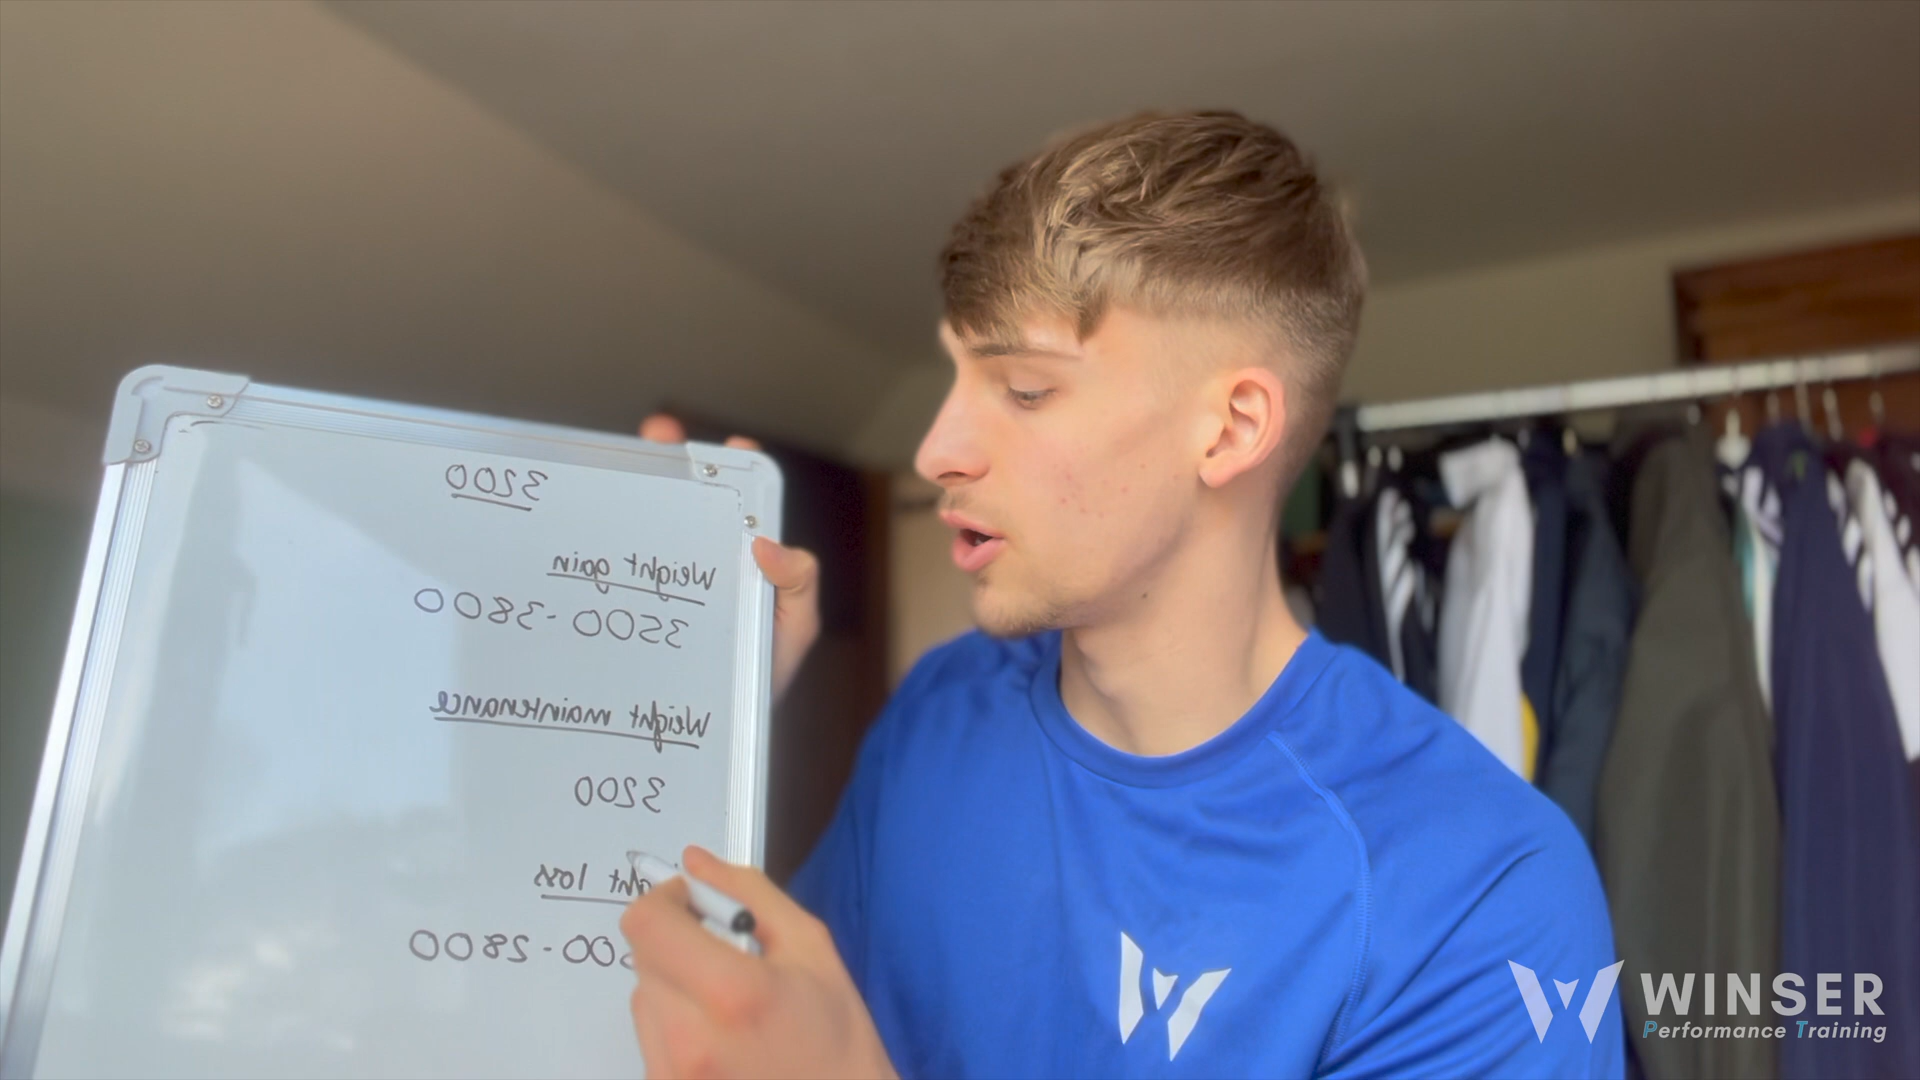 3200
Weight gain
3500-3800
Weight maintenance
3200
loss
-2800
WINSER
Performance Training